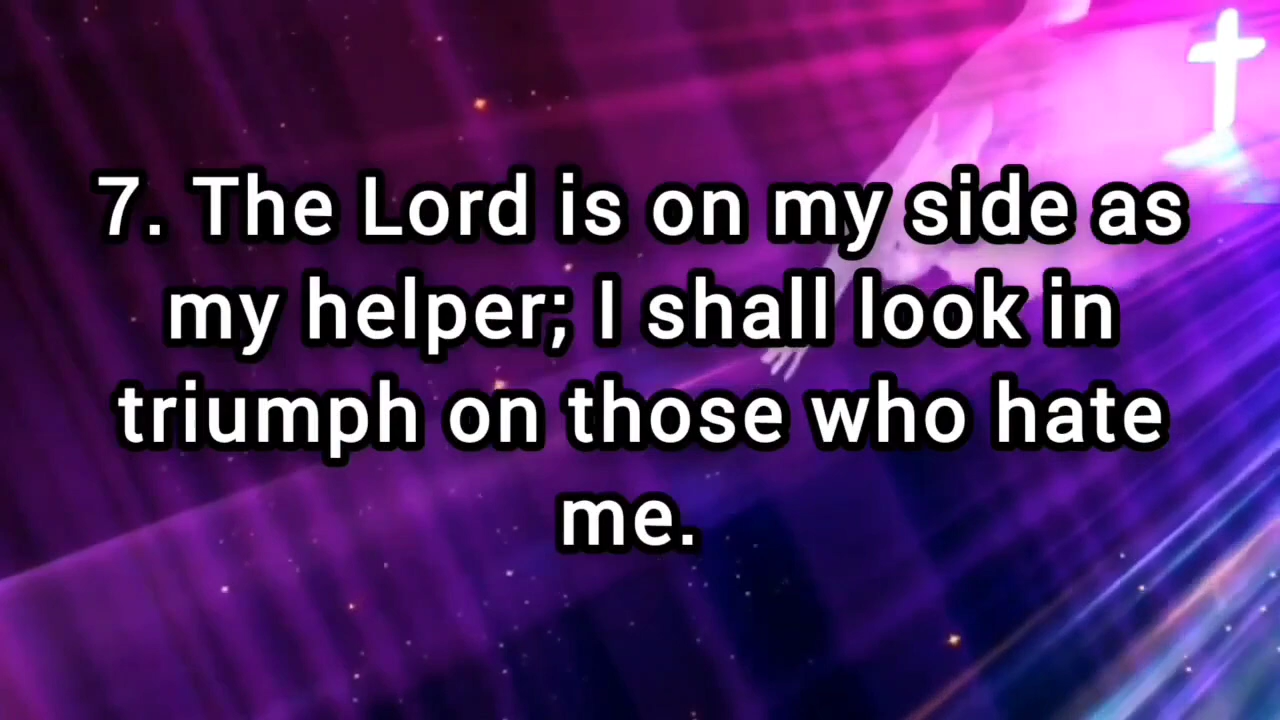 7. The Lord is on my side as
my helper; I shall look in
triumph on those who hate
me.